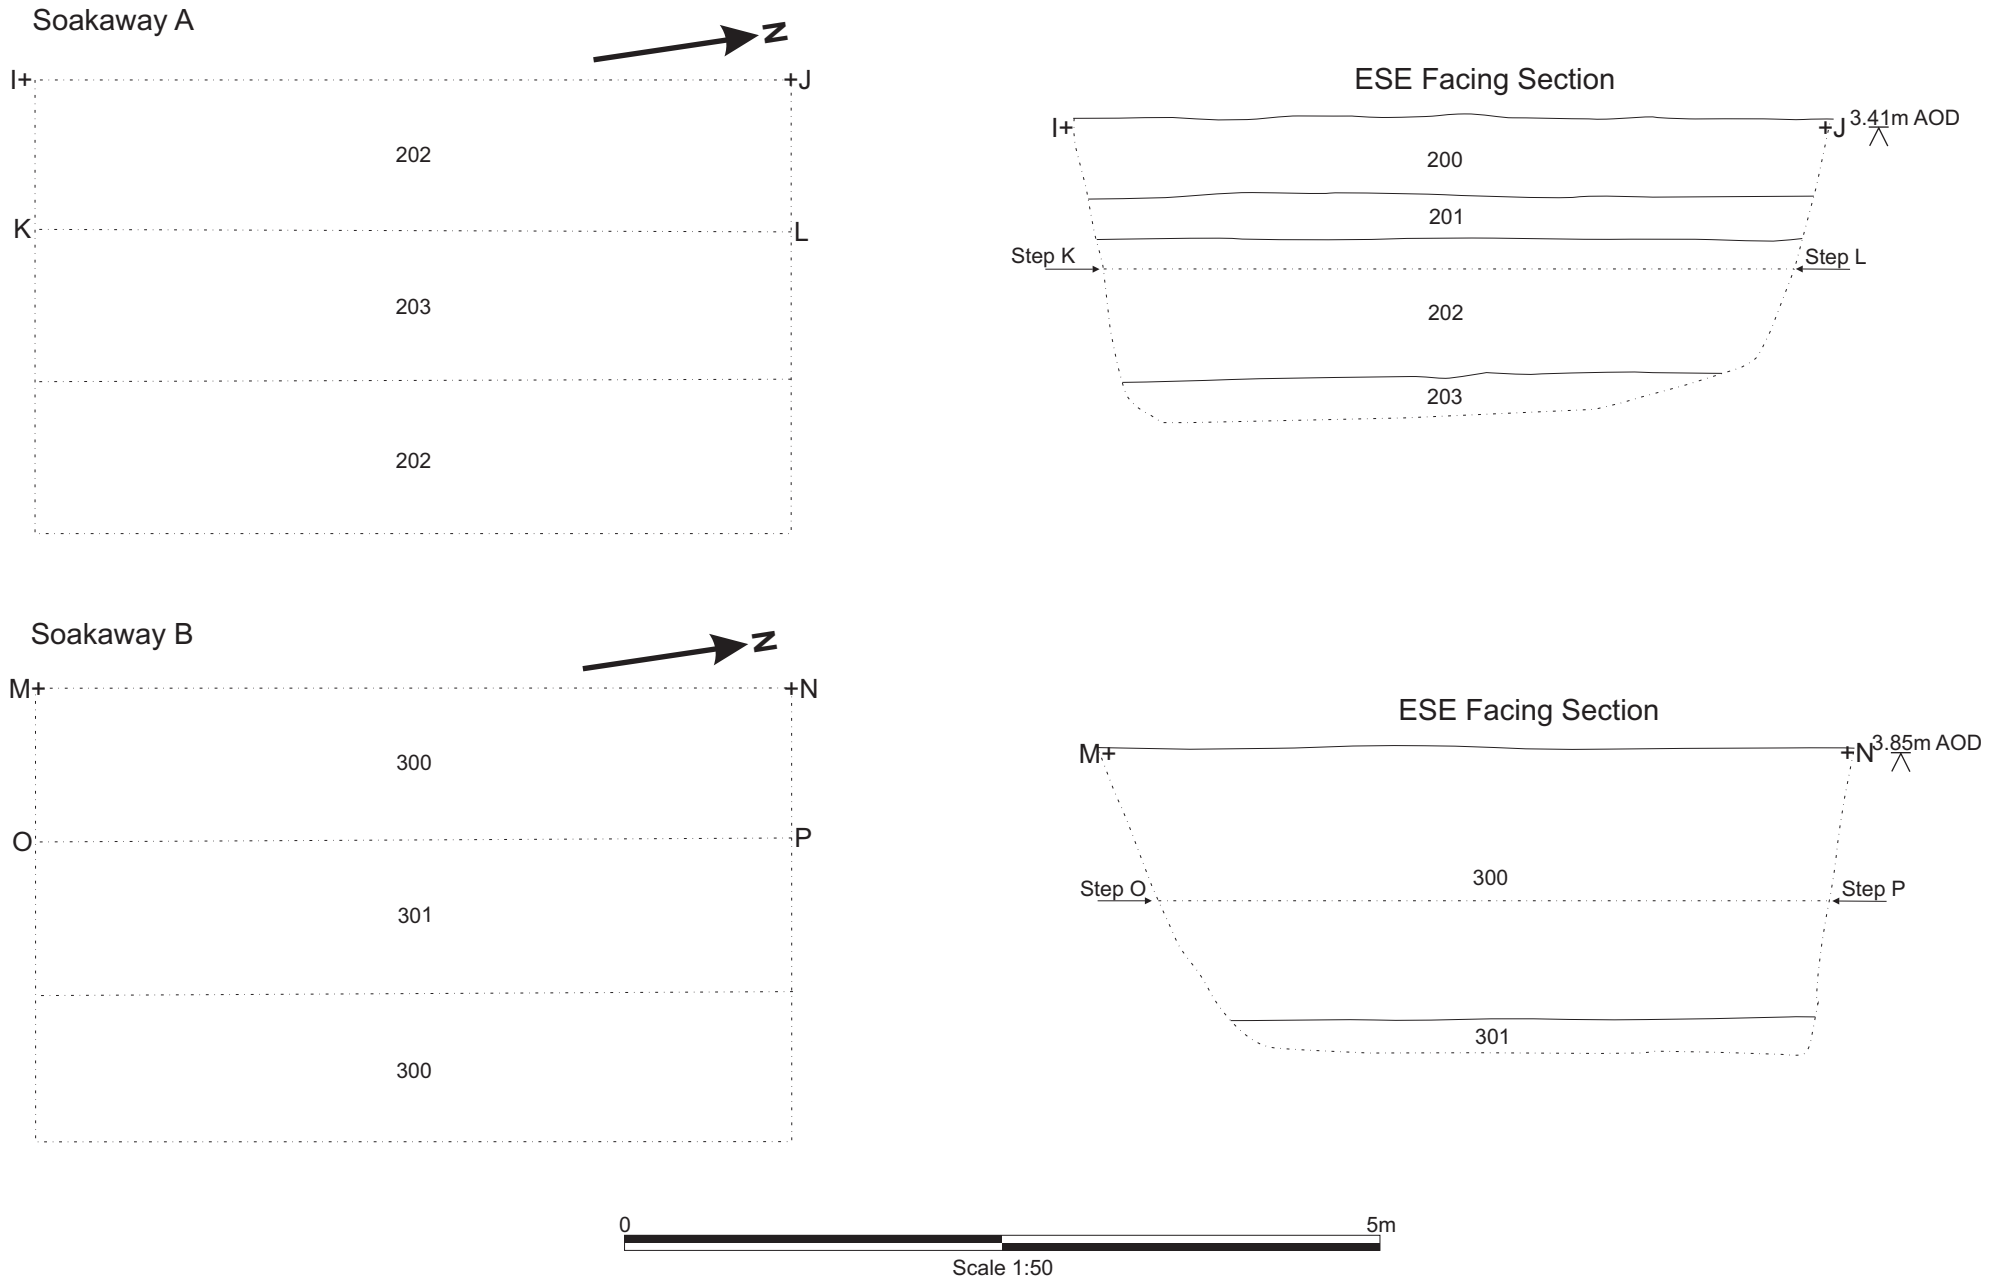 Soakaway A
N
I+ +J
202
K L
203
202
ESE Facing Section
I+ +J 3.41m AOD
200
201
Step K Step L
202
203
Soakaway B
N
M+ +N
300
O P
301
300
ESE Facing Section
M+ +N 3.85m AOD
300
Step O Step P
301
0 5m
Scale 1:50